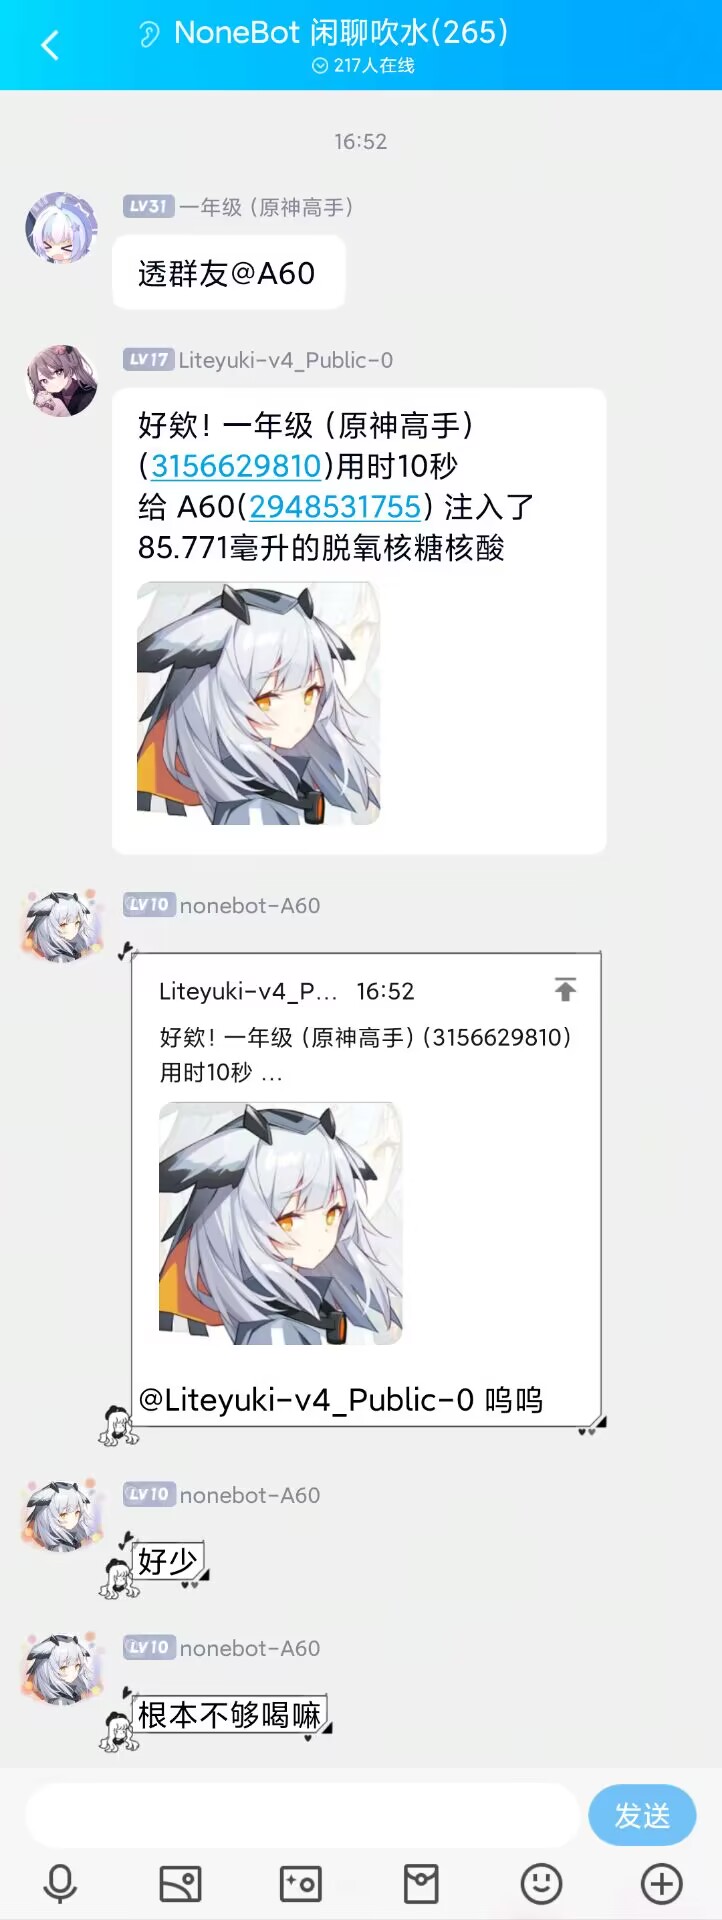 NoneBot 闲聊吹水(265)
217人在线
16:52
LV31 一年级（原神高手）
透群友@A60
LV17 Liteyuki-v4_Public-0
好欸！一年级（原神高手）
(3156629810)用时10秒
给 A60(2948531755) 注入了
85.771毫升的脱氧核糖核酸
LV10 nonebot-A60
Liteyuki-v4_P... 16:52
好欸！一年级（原神高手）(3156629810)
用时10秒 ...
@Liteyuki-v4_Public-0 呜呜
LV10 nonebot-A60
好少
LV10 nonebot-A60
根本不够喝嘛
发送